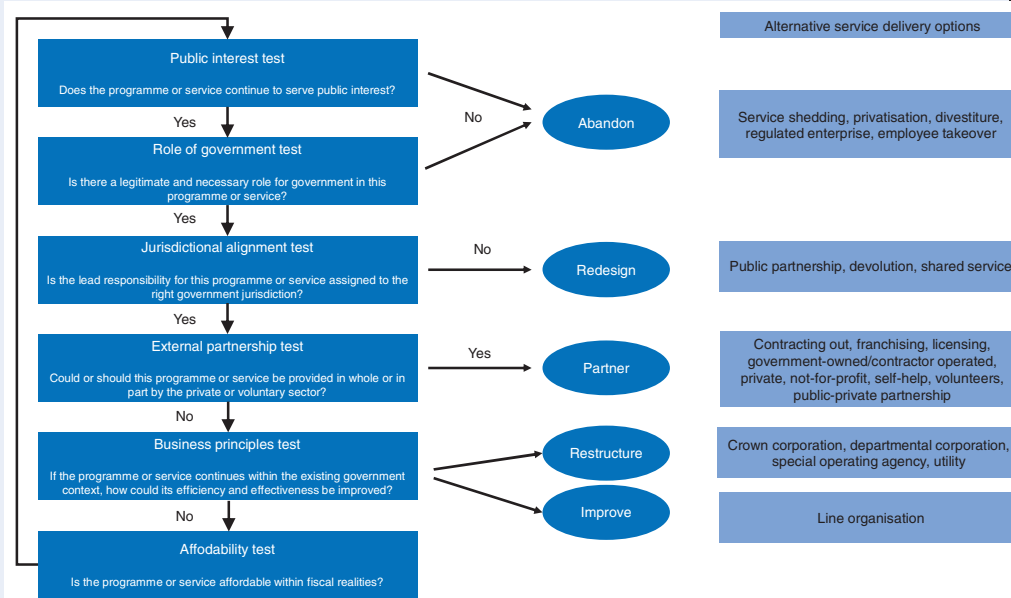 Alternative service delivery options
Public interest test
Does the programme or service continue to serve public interest?
No
Abandon
Service shedding, privatisation, divestiture,
regulated enterprise, employee takeover
Yes
Role of government test
Is there a legitimate and necessary role for government in this
programme or service?
Yes
Jurisdictional alignment test
Is the lead responsibility for this programme or service assigned to the
right government jurisdiction?
No
Redesign
Public partnership, devolution, shared service
Yes
External partnership test
Could or should this programme or service be provided in whole or in
part by the private or voluntary sector?
Yes
Partner
Contracting out, franchising, licensing,
government-owned/contractor operated,
private, not-for-profit, self-help, volunteers,
public-private partnership
No
Business principles test
If the programme or service continues within the existing government
context, how could its efficiency and effectiveness be improved?
Restructure
Crown corporation, departmental corporation,
special operating agency, utility
Improve
Line organisation
No
Affodability test
Is the programme or service affordable within fiscal realities?